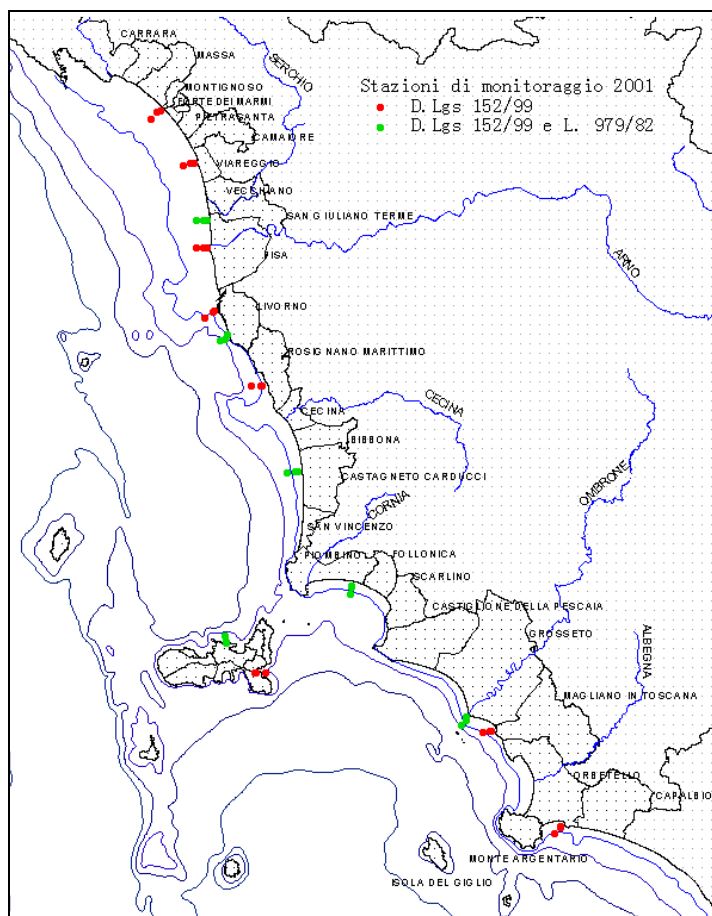 CARRARA
MASSA
SERCHIO
MONTIGNOSO
FORTE DEI MARMI
PIETRASANTA
CAMAIORE
VIAREGGIO
VECCHIANO
SAN GIULIANO TERME
PISA
ARNO
Stazioni di monitoraggio 2001
D.Lgs 152/99
D.Lgs 152/99 e L. 979/82
LIVORNO
ROSIGNANO MARITTIMO
CECINA
CECINA
BIBBONA
CASTAGNETO CARDUCCI
CORNIA
OMBRONE
SAN VINCENZO
PIOMBINO
FOLLONICA
SCARLINO
CASTIGLIONE DELLA PESCAIA
GROSSETO
ALBEGNA
MAGLIANO IN TOSCANA
ORBETELLO
CAPALBIO
MONTE ARGENTARIO
ISOLA DEL GIGLIO